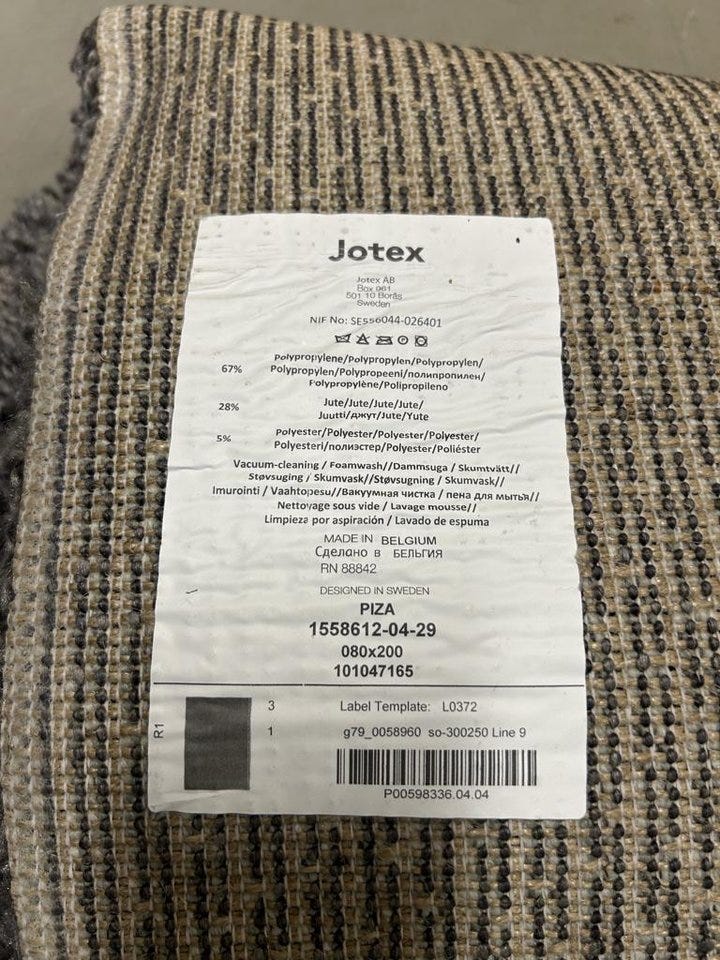 Jotex
Jotex AB
Box 961
501 10 Borås
Sweden
NIF No: SE556044-026401
67%
Polypropylene/Polypropylen/Polypropylen/
Polypropylen/Polypropeeni/полипропилен/
Polypropylène/Polipropileno
28%
Jute/Jute/Jute/Jute/
Juutti/джут/Jute/Yute
5%
Polyester/Polyester/Polyester/Polyester/
Polyesteri/полиэстер/Polyester/Poliéster
Vacuum-cleaning / Foamwash//Dammsuga / Skumtvätt//
Støvsuging / Skumvask//Støvsugning / Skumvask//
Imurointi / Vaahtopesu//Вакуумная чистка / пена для мытья//
Nettoyage sous vide / Lavage mousse//
Limpieza por aspiración / Lavado de espuma
MADE IN BELGIUM
Сделано в БЕЛЬГИЯ
RN 88842
DESIGNED IN SWEDEN
PIZA
1558612-04-29
080x200
101047165
R1
3
Label Template: L0372
1
g79_0058960 so-300250 Line 9
P00598336.04.04